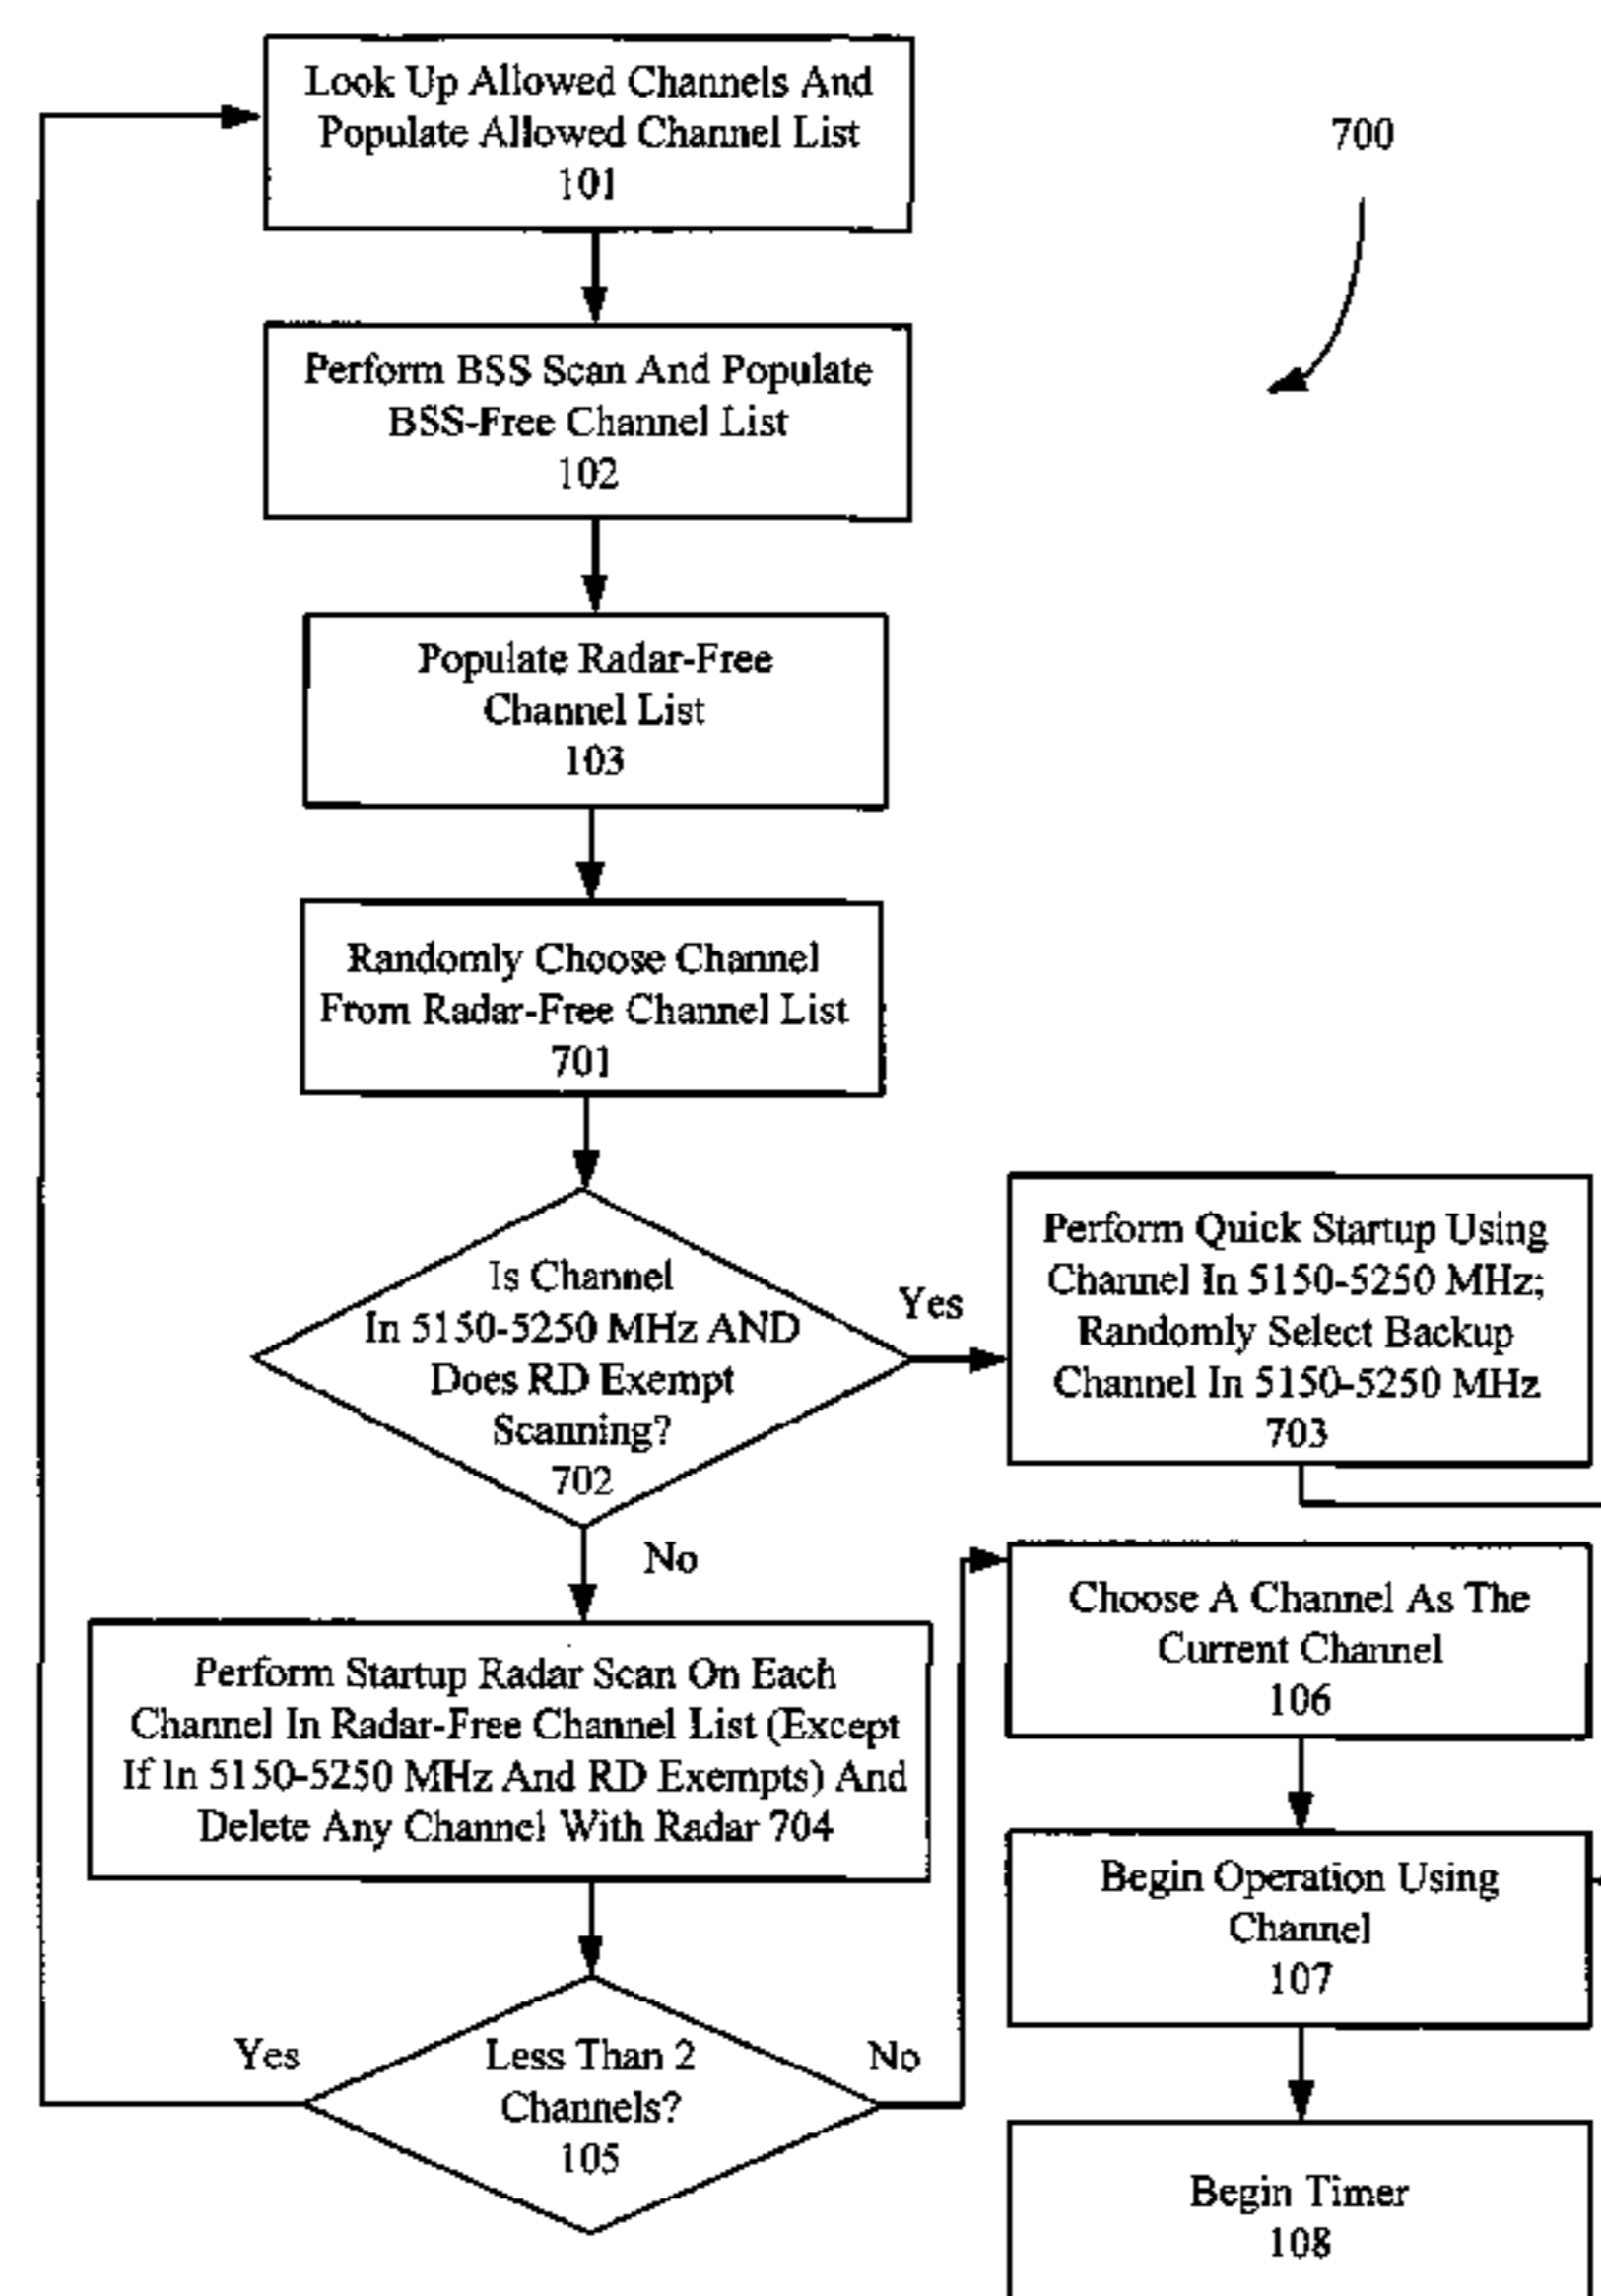 Look Up Allowed Channels And
Populate Allowed Channel List
101
700
Perform BSS Scan And Populate
BSS-Free Channel List
102
Populate Radar-Free
Channel List
103
Randomly Choose Channel
From Radar-Free Channel List
701
Is Channel
In 5150-5250 MHz AND
Does RD Exempt
Scanning?
702
Yes
No
Perform Quick Startup Using
Channel In 5150-5250 MHz;
Randomly Select Backup
Channel In 5150-5250 MHz
703
Perform Startup Radar Scan On Each
Channel In Radar-Free Channel List (Except
If In 5150-5250 MHz And RD Exempts) And
Delete Any Channel With Radar 704
Less Than 2
Channels?
105
Yes
No
Choose A Channel As The
Current Channel
106
Begin Operation Using
Channel
107
Begin Timer
108